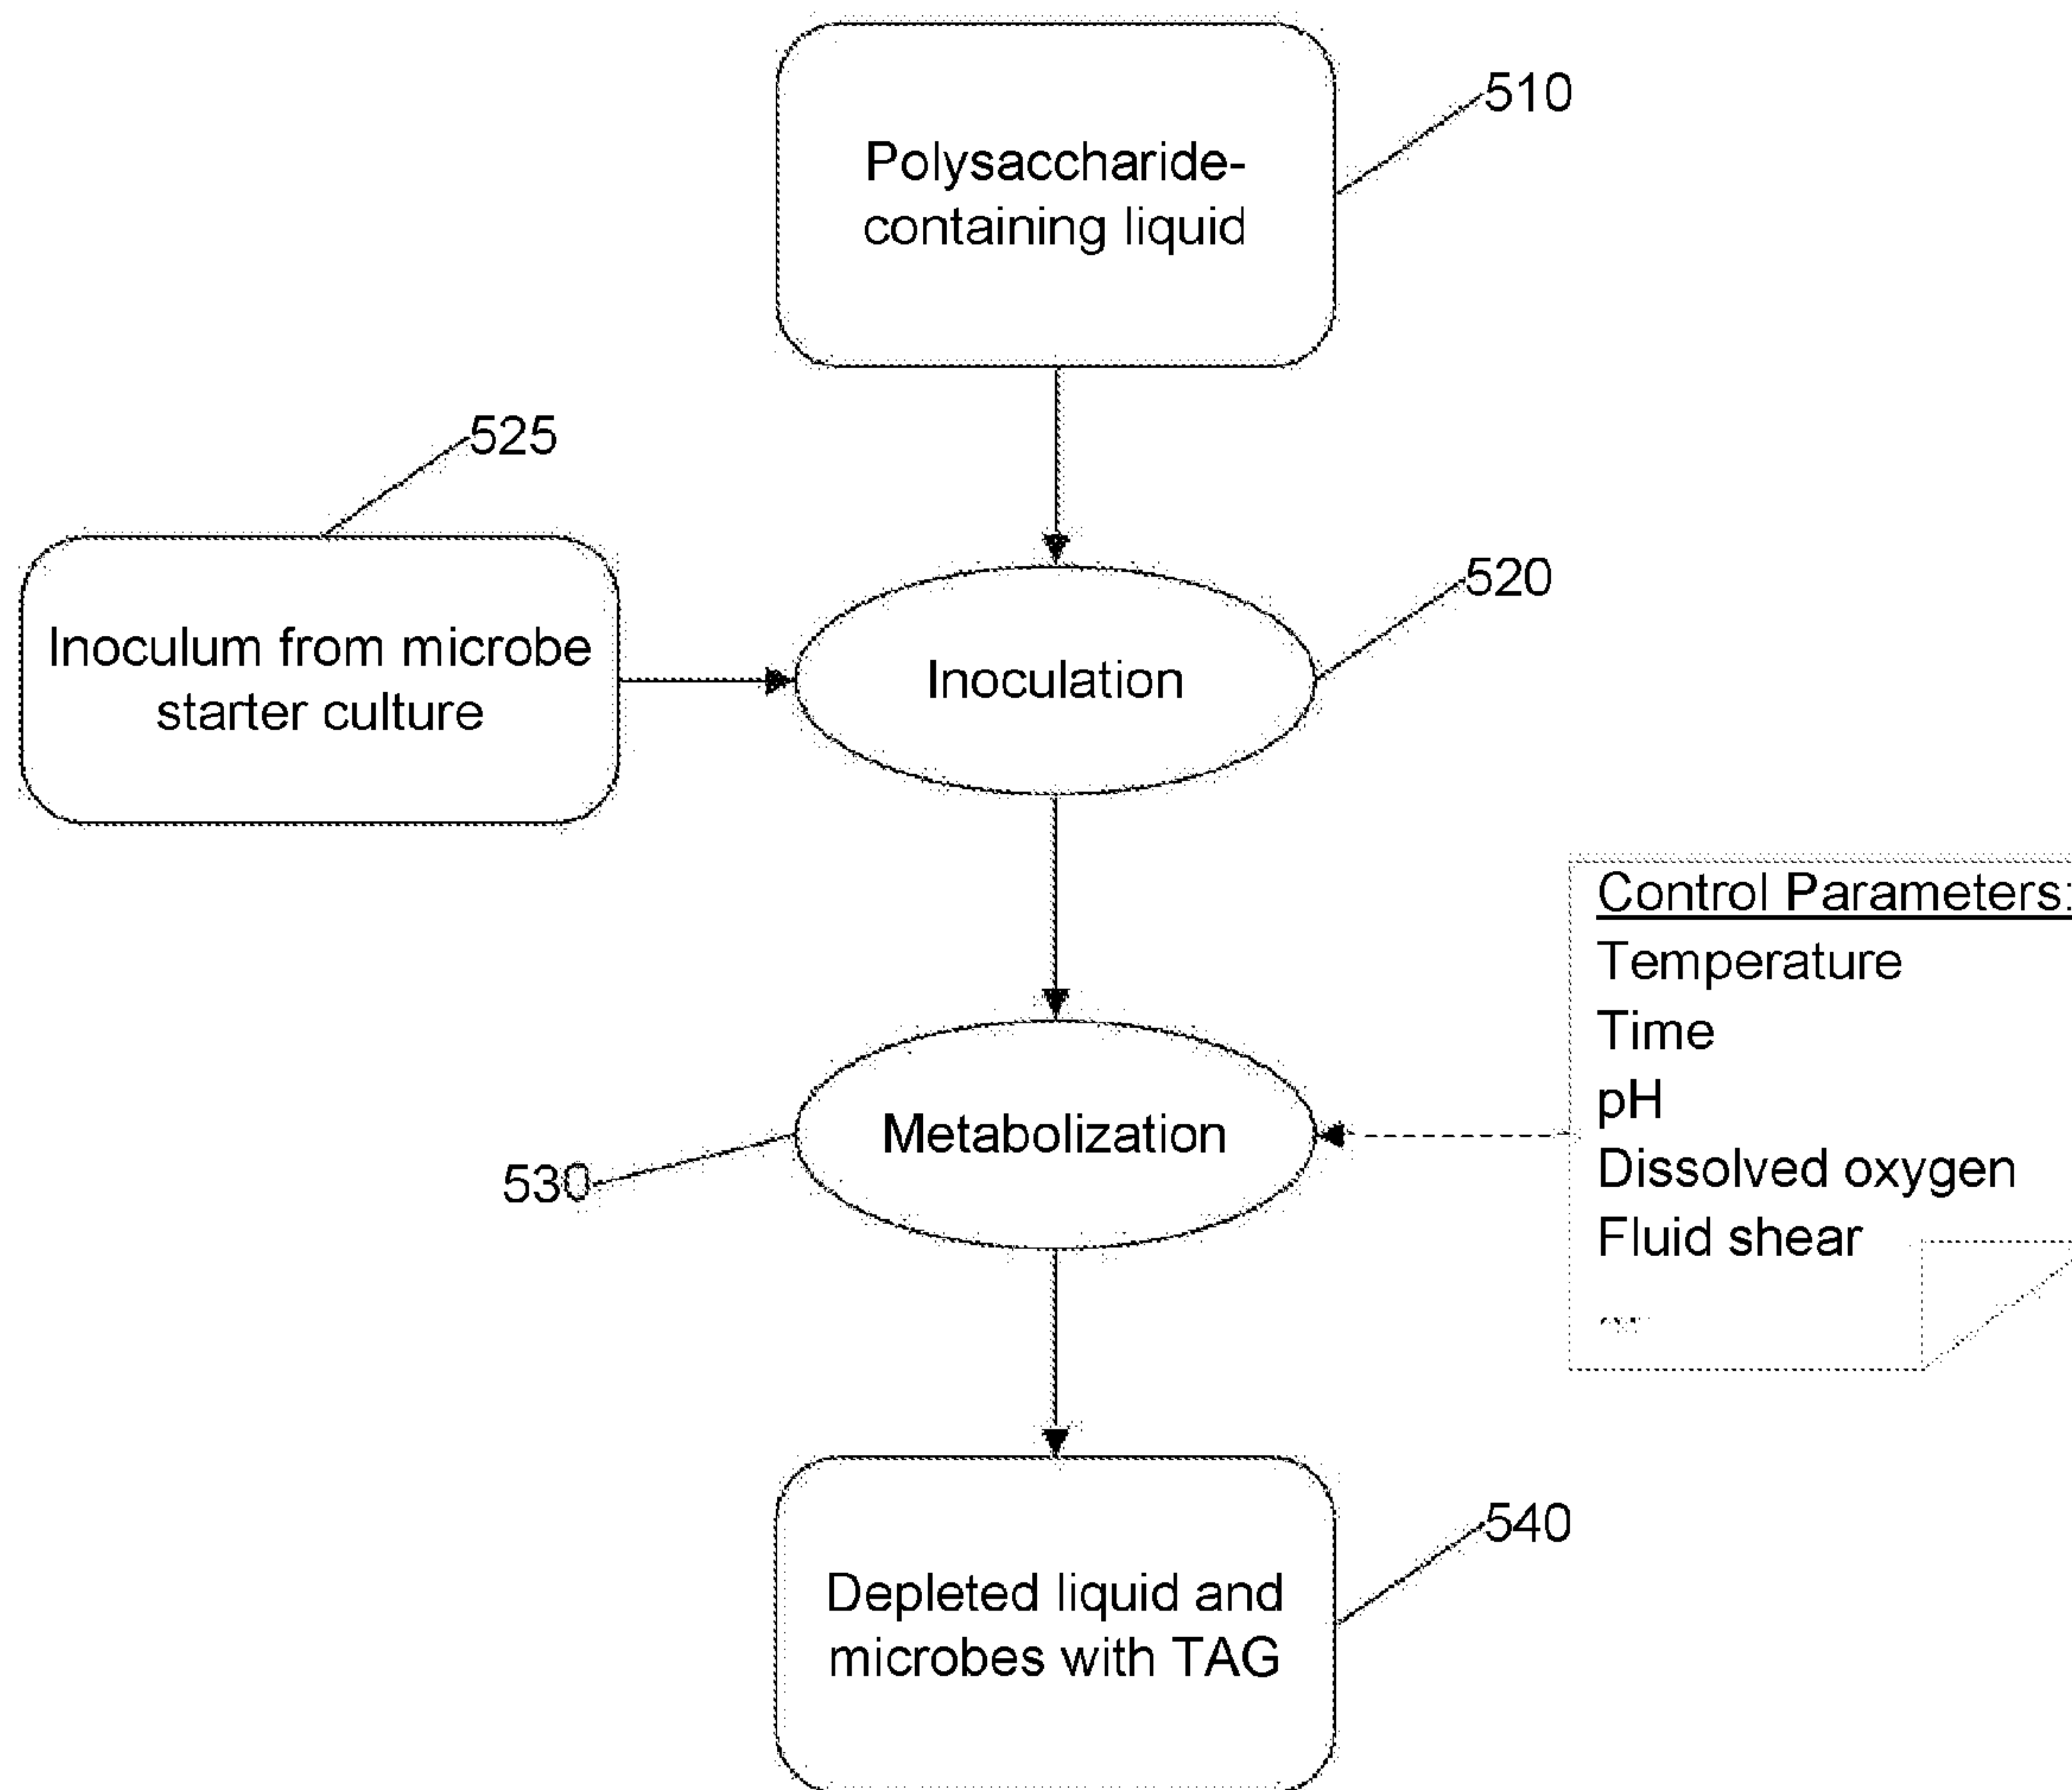 Polysaccharide-
containing liquid
510
525
Inoculum from microbe
starter culture
Inoculation
520
Control Parameters:
Temperature
Time
pH
Dissolved oxygen
Fluid shear
...
Metabolization
530
Depleted liquid and
microbes with TAG
540